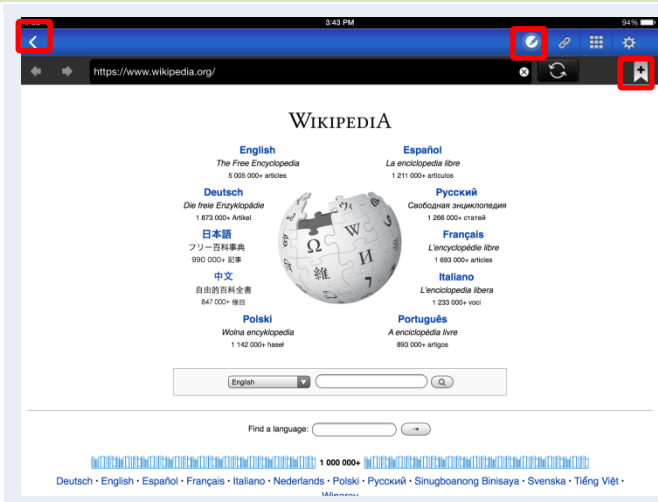 3:43 PM
94%
https://www.wikipedia.org/
WIKIPEDIA
English
The Free Encyclopedia
5 005 000+ articles
Español
La enciclopedia libre
1 211 000+ artículos
Deutsch
Die freie Enzyklopädie
1 873 000+ Artikel
Русский
Свободная энциклопедия
1 266 000+ статей
日本語
フリー百科事典
990 000+ 記事
Français
L'encyclopédie libre
1 693 000+ articles
中文
自由的百科全書
847 000+ 條目
Italiano
L'enciclopedia libera
1 233 000+ voci
Polski
Wolna encyklopedia
1 142 000+ haseł
Português
A enciclopédia livre
893 000+ artigos
Ω W И 維 7
English
Find a language:
1 000 000+
Deutsch · English · Español · Français · Italiano · Nederlands · Polski · Русский · Sinugboanong Binisaya · Svenska · Tiếng Việt ·
Winaray